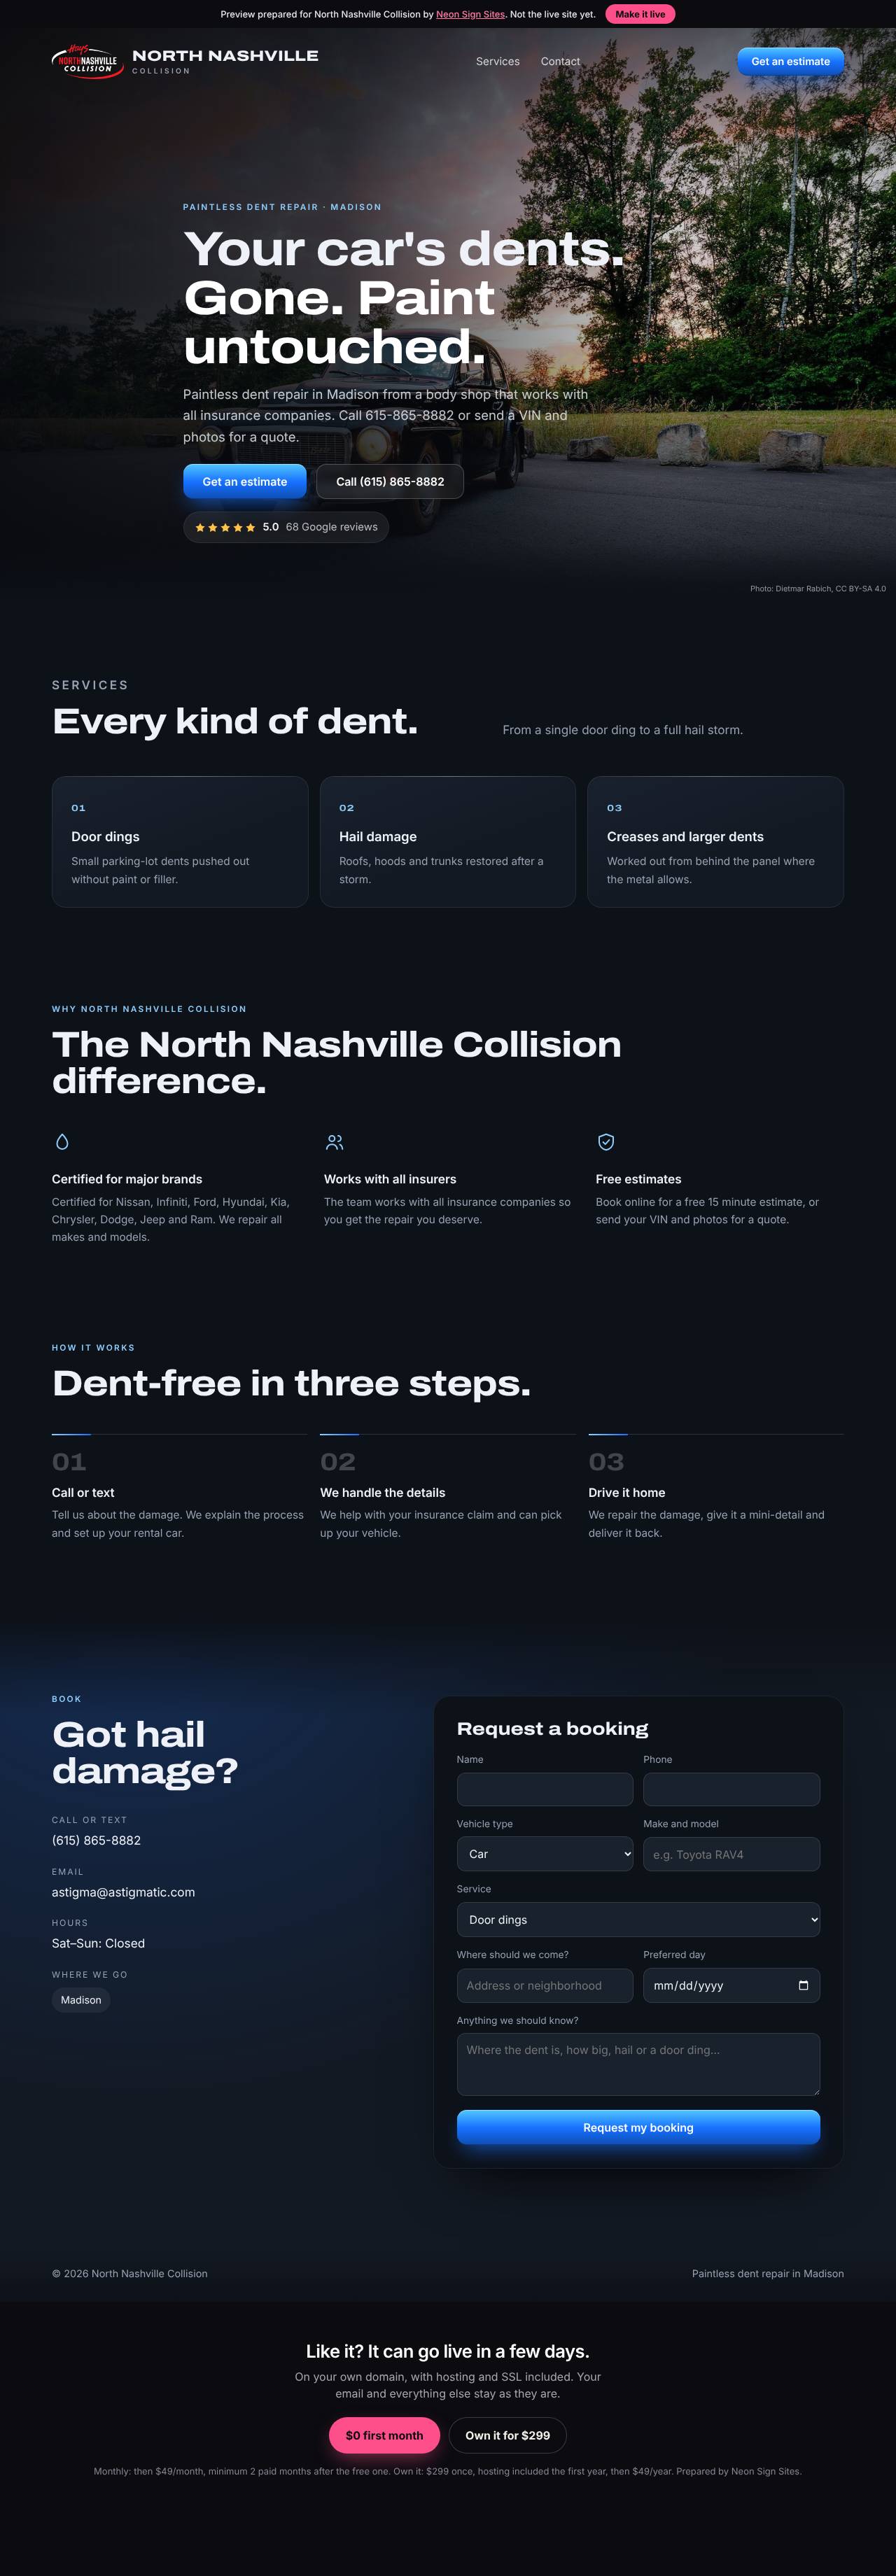 Preview prepared for North Nashville Collision by Neon Sign Sites. Not the live site yet. Make it live
Hays
NORTHNASHVILLE
COLLISION
NORTH NASHVILLE
COLLISION
Services Contact
Get an estimate
PAINTLESS DENT REPAIR · MADISON
Your car's dents.
Gone. Paint
untouched.
Paintless dent repair in Madison from a body shop that works with
all insurance companies. Call 615-865-8882 or send a VIN and
photos for a quote.
Get an estimate Call (615) 865-8882
5.0 68 Google reviews
Photo: Dietmar Rabich, CC BY-SA 4.0
SERVICES
Every kind of dent.
From a single door ding to a full hail storm.
01
Door dings
Small parking-lot dents pushed out
without paint or filler.
02
Hail damage
Roofs, hoods and trunks restored after a
storm.
03
Creases and larger dents
Worked out from behind the panel where
the metal allows.
WHY NORTH NASHVILLE COLLISION
The North Nashville Collision
difference.
Certified for major brands
Certified for Nissan, Infiniti, Ford, Hyundai, Kia,
Chrysler, Dodge, Jeep and Ram. We repair all
makes and models.
Works with all insurers
The team works with all insurance companies so
you get the repair you deserve.
Free estimates
Book online for a free 15 minute estimate, or
send your VIN and photos for a quote.
HOW IT WORKS
Dent-free in three steps.
01
Call or text
Tell us about the damage. We explain the process
and set up your rental car.
02
We handle the details
We help with your insurance claim and can pick
up your vehicle.
03
Drive it home
We repair the damage, give it a mini-detail and
deliver it back.
BOOK
Got hail
damage?
CALL OR TEXT
(615) 865-8882
EMAIL
astigma@astigmatic.com
HOURS
Sat–Sun: Closed
WHERE WE GO
Madison
Request a booking
Name Phone
Vehicle type Make and model
Car e.g. Toyota RAV4
Service
Door dings
Where should we come? Preferred day
Address or neighborhood mm/dd/yyyy
Anything we should know?
Where the dent is, how big, hail or a door ding...
Request my booking
© 2026 North Nashville Collision
Paintless dent repair in Madison
Like it? It can go live in a few days.
On your own domain, with hosting and SSL included. Your
email and everything else stay as they are.
$0 first month Own it for $299
Monthly: then $49/month, minimum 2 paid months after the free one. Own it: $299 once, hosting included the first year, then $49/year. Prepared by Neon Sign Sites.